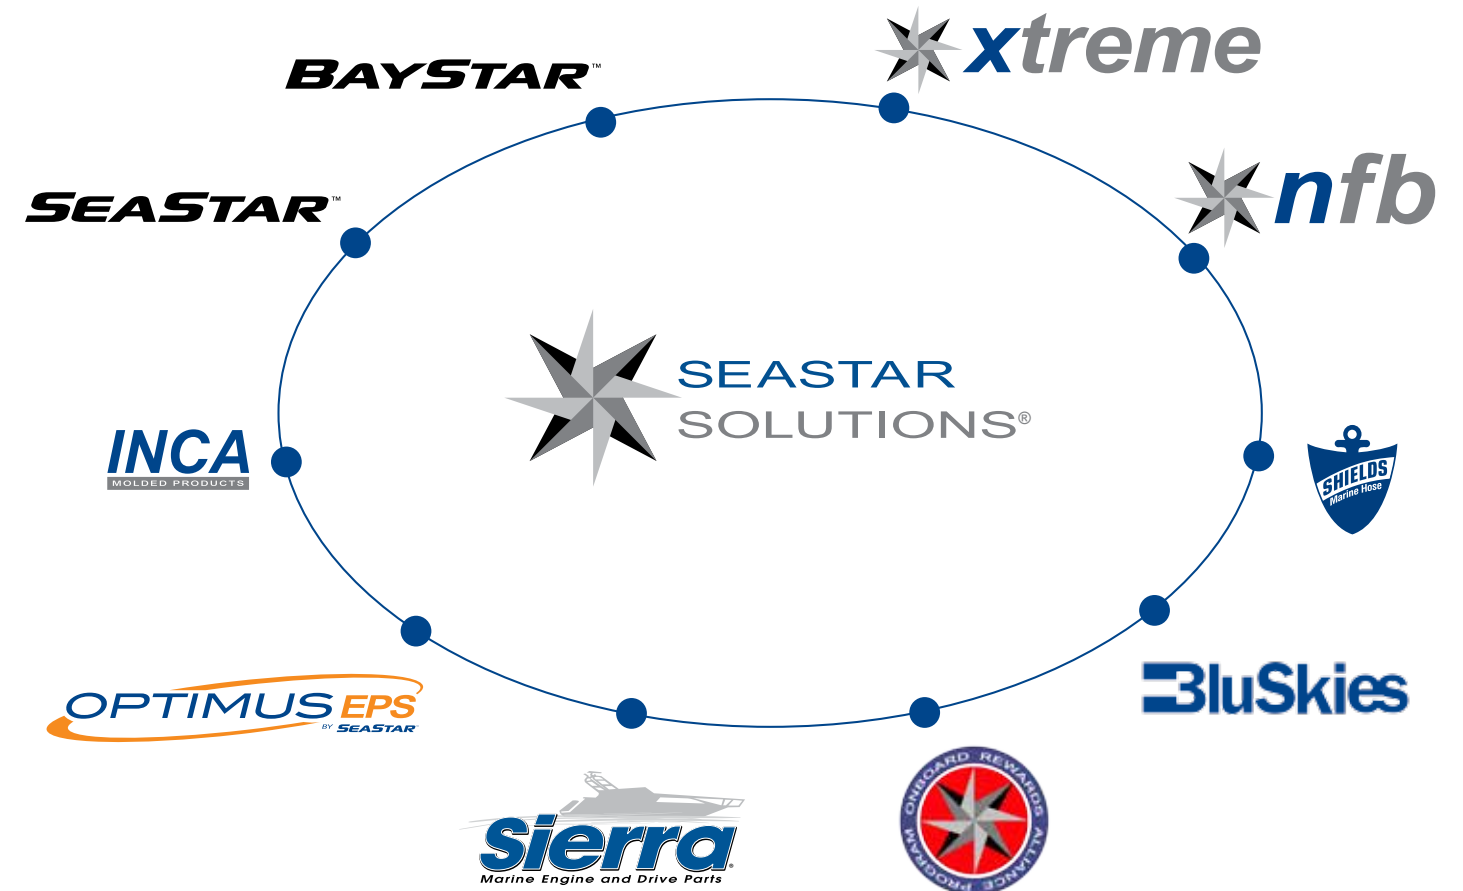 xtreme
BAYSTAR™
nfb
SEASTAR™
SEASTAR
SOLUTIONS®
INCA
MOLDED PRODUCTS
SHIELDS
Marine Hose
BluSkies
OPTIMUS EPS
BY SEASTAR
ONBOARD REWARDS ALLIANCE PROGRAM
Sierra
Marine Engine and Drive Parts